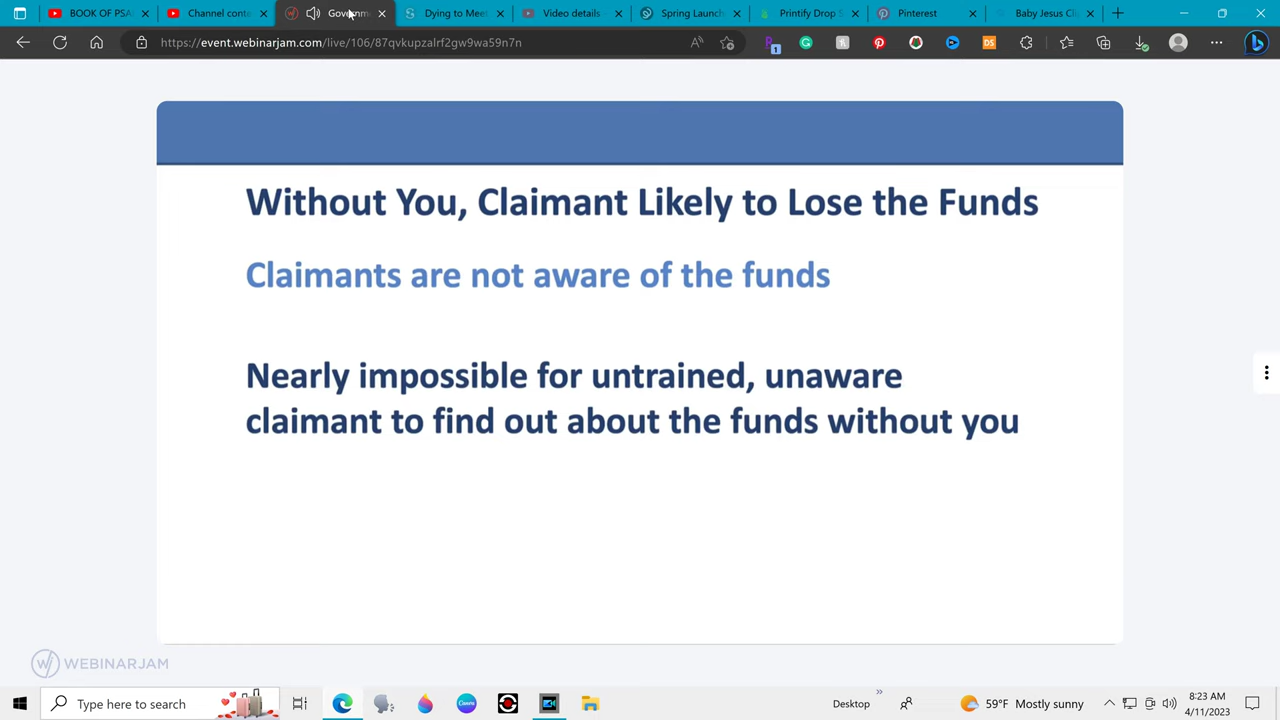 BOOK OF PSA
Channel conte
Governm
Dying to Meet
Video details
Spring Launch
Printify Drop S
Pinterest
Baby Jesus Cl
https://event.webinarjam.com/live/106/87qvkupzalrf2gw9wa59n7n
Without You, Claimant Likely to Lose the Funds
Claimants are not aware of the funds
Nearly impossible for untrained, unaware
claimant to find out about the funds without you
WEBINARJAM
Type here to search
Canva
Desktop
59°F Mostly sunny
8:23 AM
4/11/2023